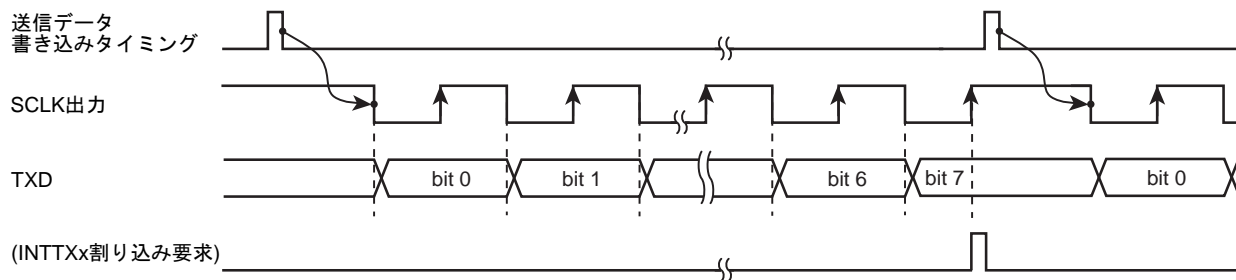 送信データ
書き込みタイミング
SCLK出力
TXD
bit 0
bit 1
bit 6
bit 7
bit 0
(INTTXx割り込み要求)